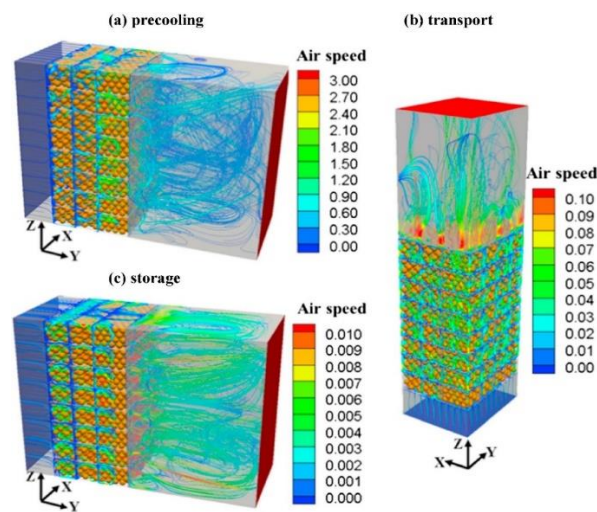 (a) precooling
Air speed
3.00
2.70
2.40
2.10
1.80
1.50
1.20
0.90
0.60
0.30
0.00
Z
X
Y
(b) transport
Air speed
0.10
0.09
0.08
0.07
0.06
0.05
0.04
0.03
0.02
0.01
0.00
Z
X
Y
(c) storage
Air speed
0.010
0.009
0.008
0.007
0.006
0.005
0.004
0.003
0.002
0.001
0.000
Z
X
Y